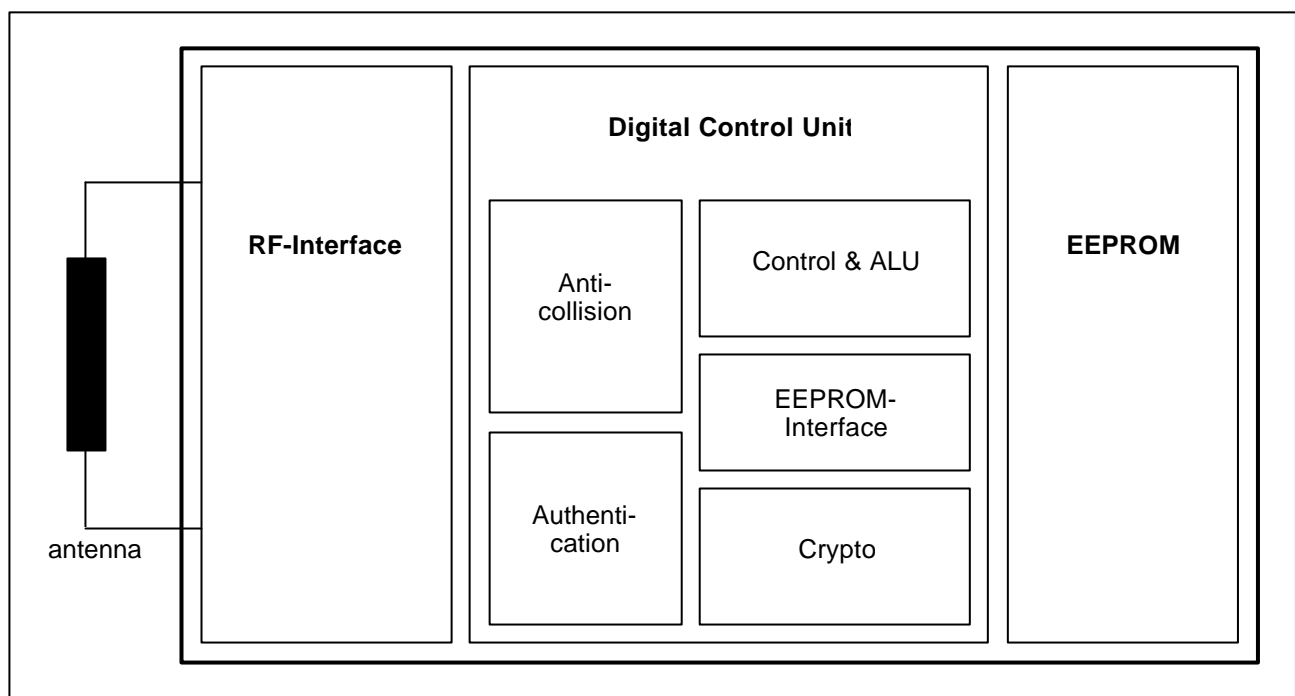 Digital Control Unit
RF-Interface
EEPROM
Anti-
collision
Control & ALU
EEPROM-
Interface
Authenti-
cation
Crypto
antenna